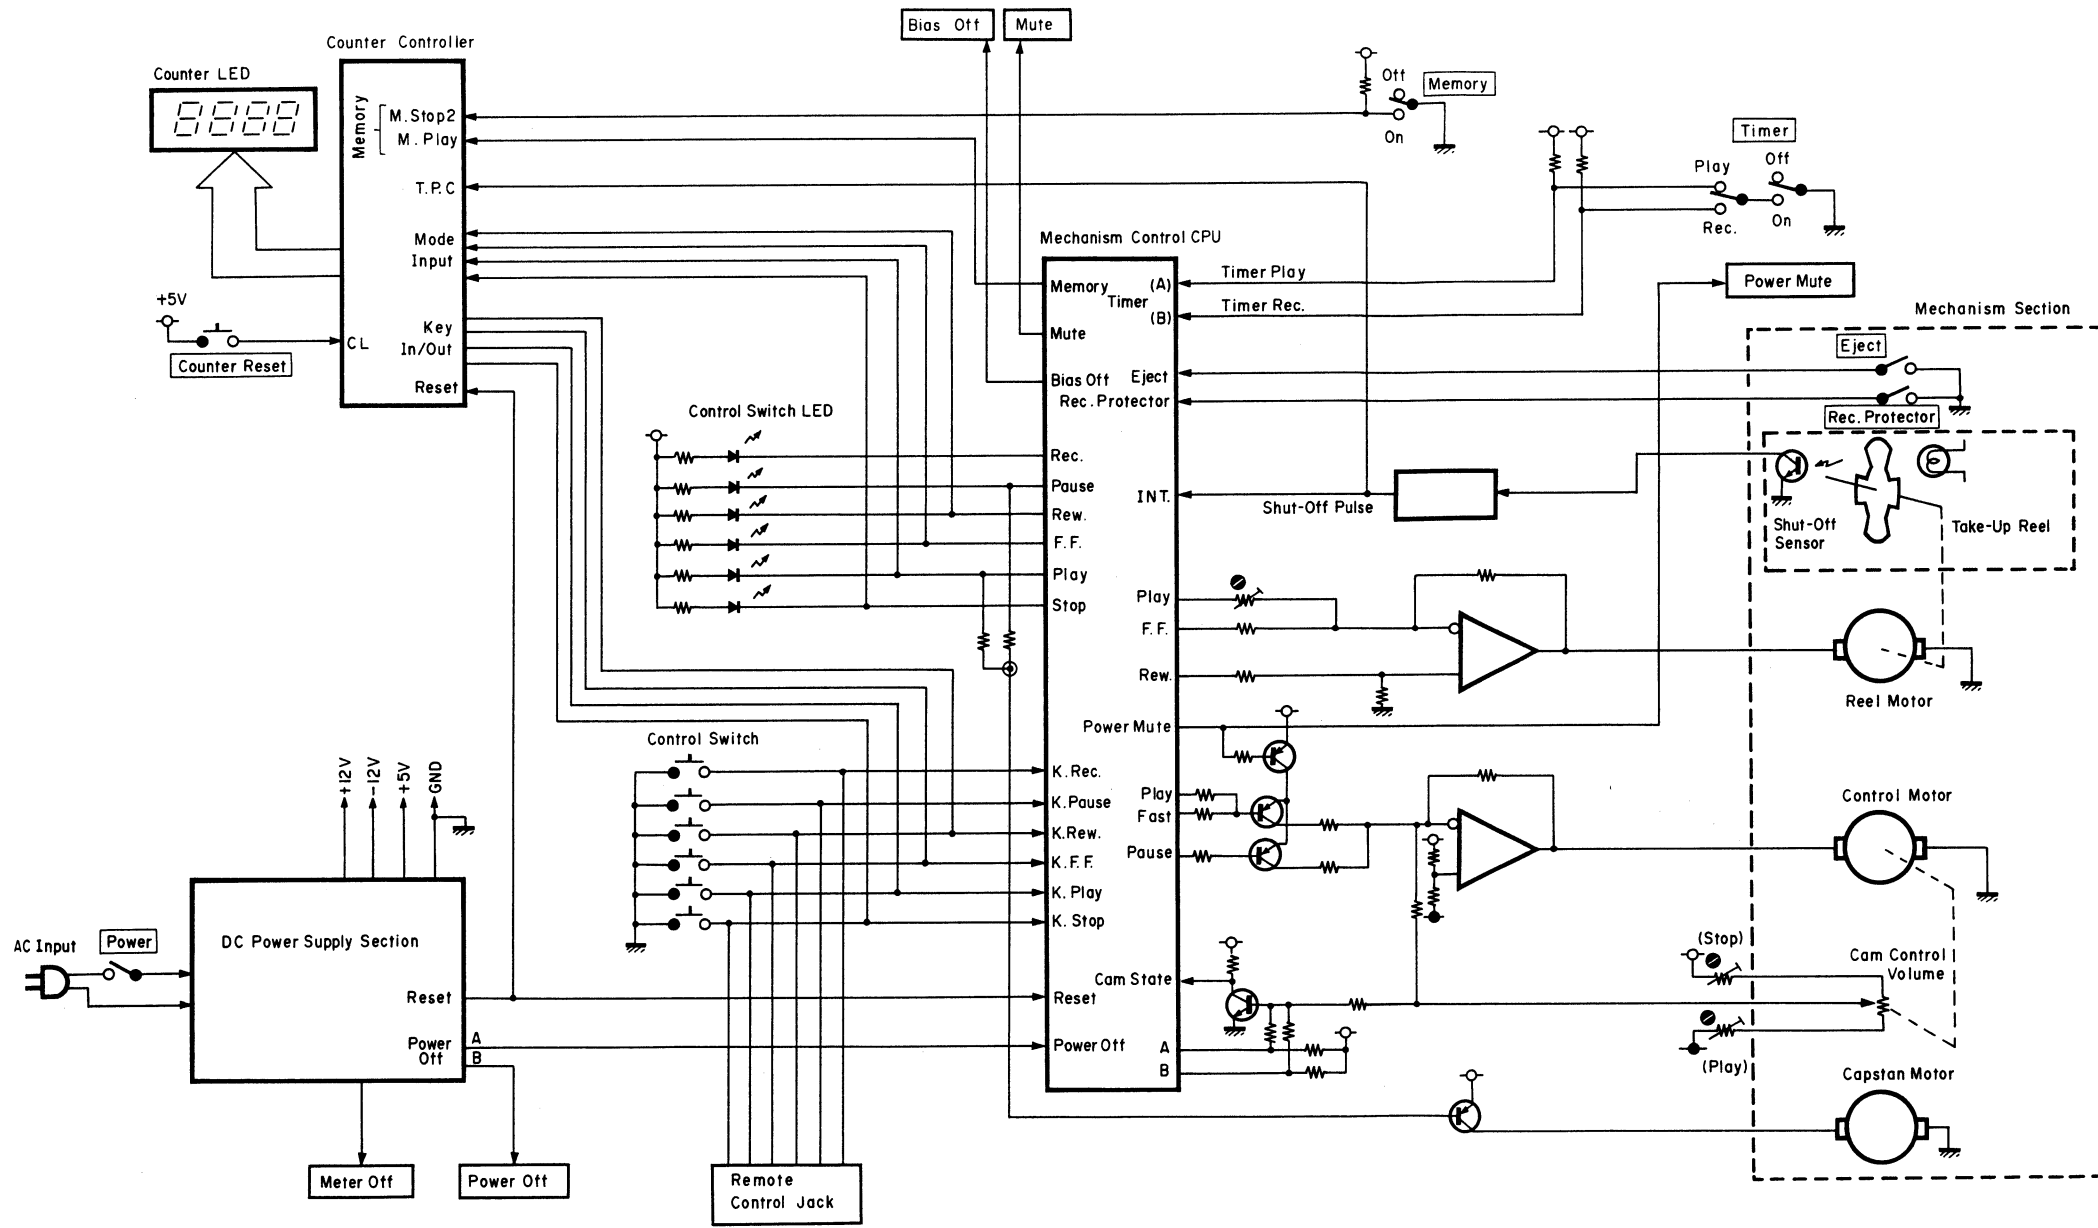 Bias Off
Mute
Counter Controller
Counter LED
8888
Memory
M.Stop2
M. Play
T.P.C
Mode
Input
Key
In/Out
Reset
CL
+5V
Counter Reset
Off
Memory
On
Timer
Play
Off
Rec.
On
Mechanism Control CPU
Memory
Mute
Bias Off
(A)
Timer
(B)
Timer Play
Timer Rec.
Eject
Rec. Protector
Power Mute
Mechanism Section
Eject
Rec. Protector
Control Switch LED
Rec.
Pause
Rew.
F.F.
Play
Stop
INT.
Shut-Off Pulse
Shut-Off
Sensor
Take-Up Reel
Play
F.F.
Rew.
Reel Motor
Power Mute
Control Switch
K.Rec.
K.Pause
K.Rew.
K.F.F.
K. Play
K. Stop
Play
Fast
Pause
Control Motor
+12V
-12V
+5V
GND
AC Input
Power
DC Power Supply Section
Reset
Power
Off
A
B
Reset
Power Off
Cam State
A
B
(Stop)
Cam Control
Volume
(Play)
Capstan Motor
Meter Off
Power Off
Remote
Control Jack